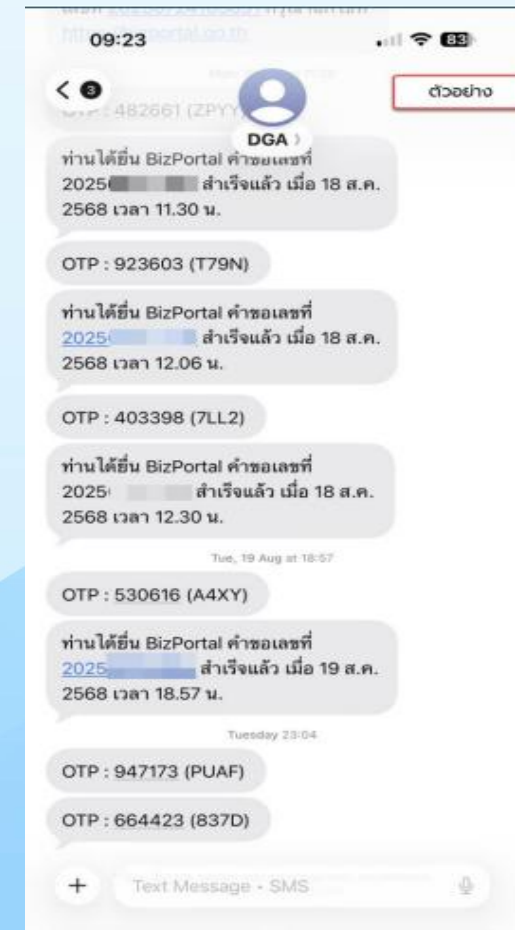 09:23
83
3
ตัวอย่าง
OTP : 482661 (ZPYY
DGA
ท่านได้ยื่น BizPortal คำขอเลขที่
2025 สำเร็จแล้ว เมื่อ 18 ส.ค.
2568 เวลา 11.30 น.
OTP : 923603 (T79N)
ท่านได้ยื่น BizPortal คำขอเลขที่
2025 สำเร็จแล้ว เมื่อ 18 ส.ค.
2568 เวลา 12.06 น.
OTP : 403398 (7LL2)
ท่านได้ยื่น BizPortal คำขอเลขที่
2025 สำเร็จแล้ว เมื่อ 18 ส.ค.
2568 เวลา 12.30 น.
Tue, 19 Aug at 18:57
OTP : 530616 (A4XY)
ท่านได้ยื่น BizPortal คำขอเลขที่
2025 สำเร็จแล้ว เมื่อ 19 ส.ค.
2568 เวลา 18.57 น.
Tuesday 23:04
OTP : 947173 (PUAF)
OTP : 664423 (837D)
Text Message - SMS